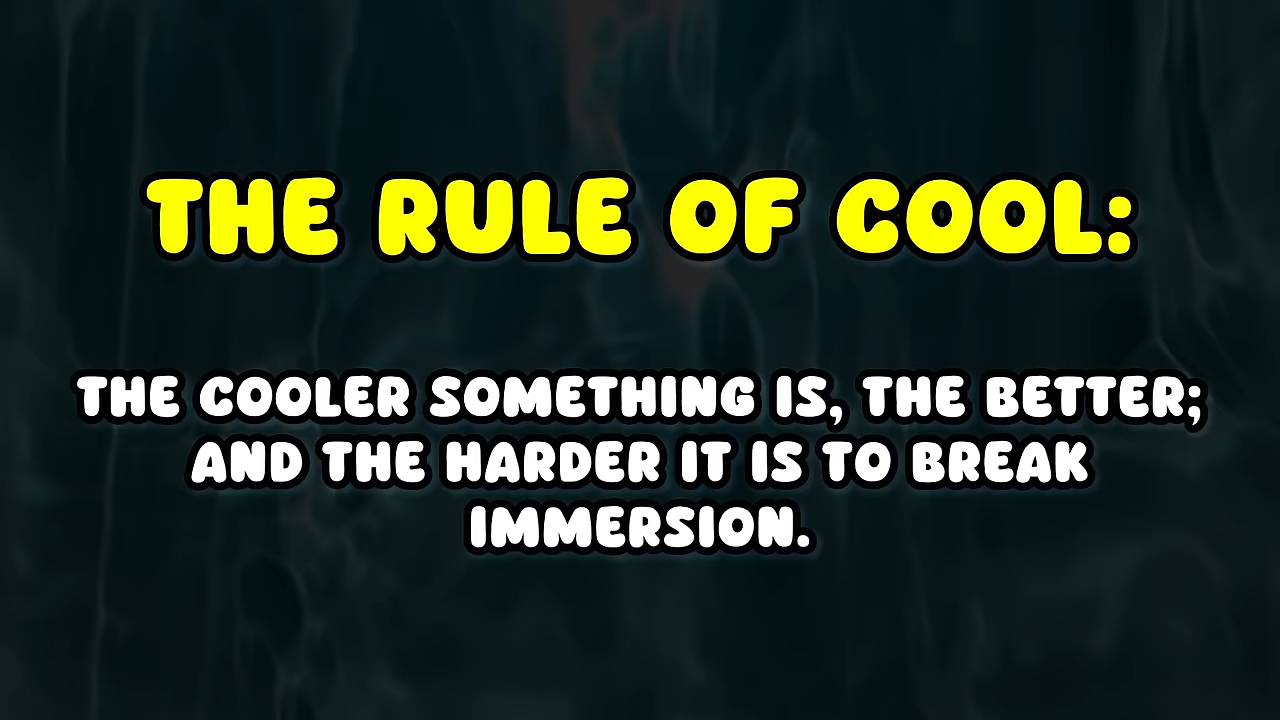 THE RULE OF COOL:
THE COOLER SOMETHING IS, THE BETTER;
AND THE HARDER IT IS TO BREAK
IMMERSION.